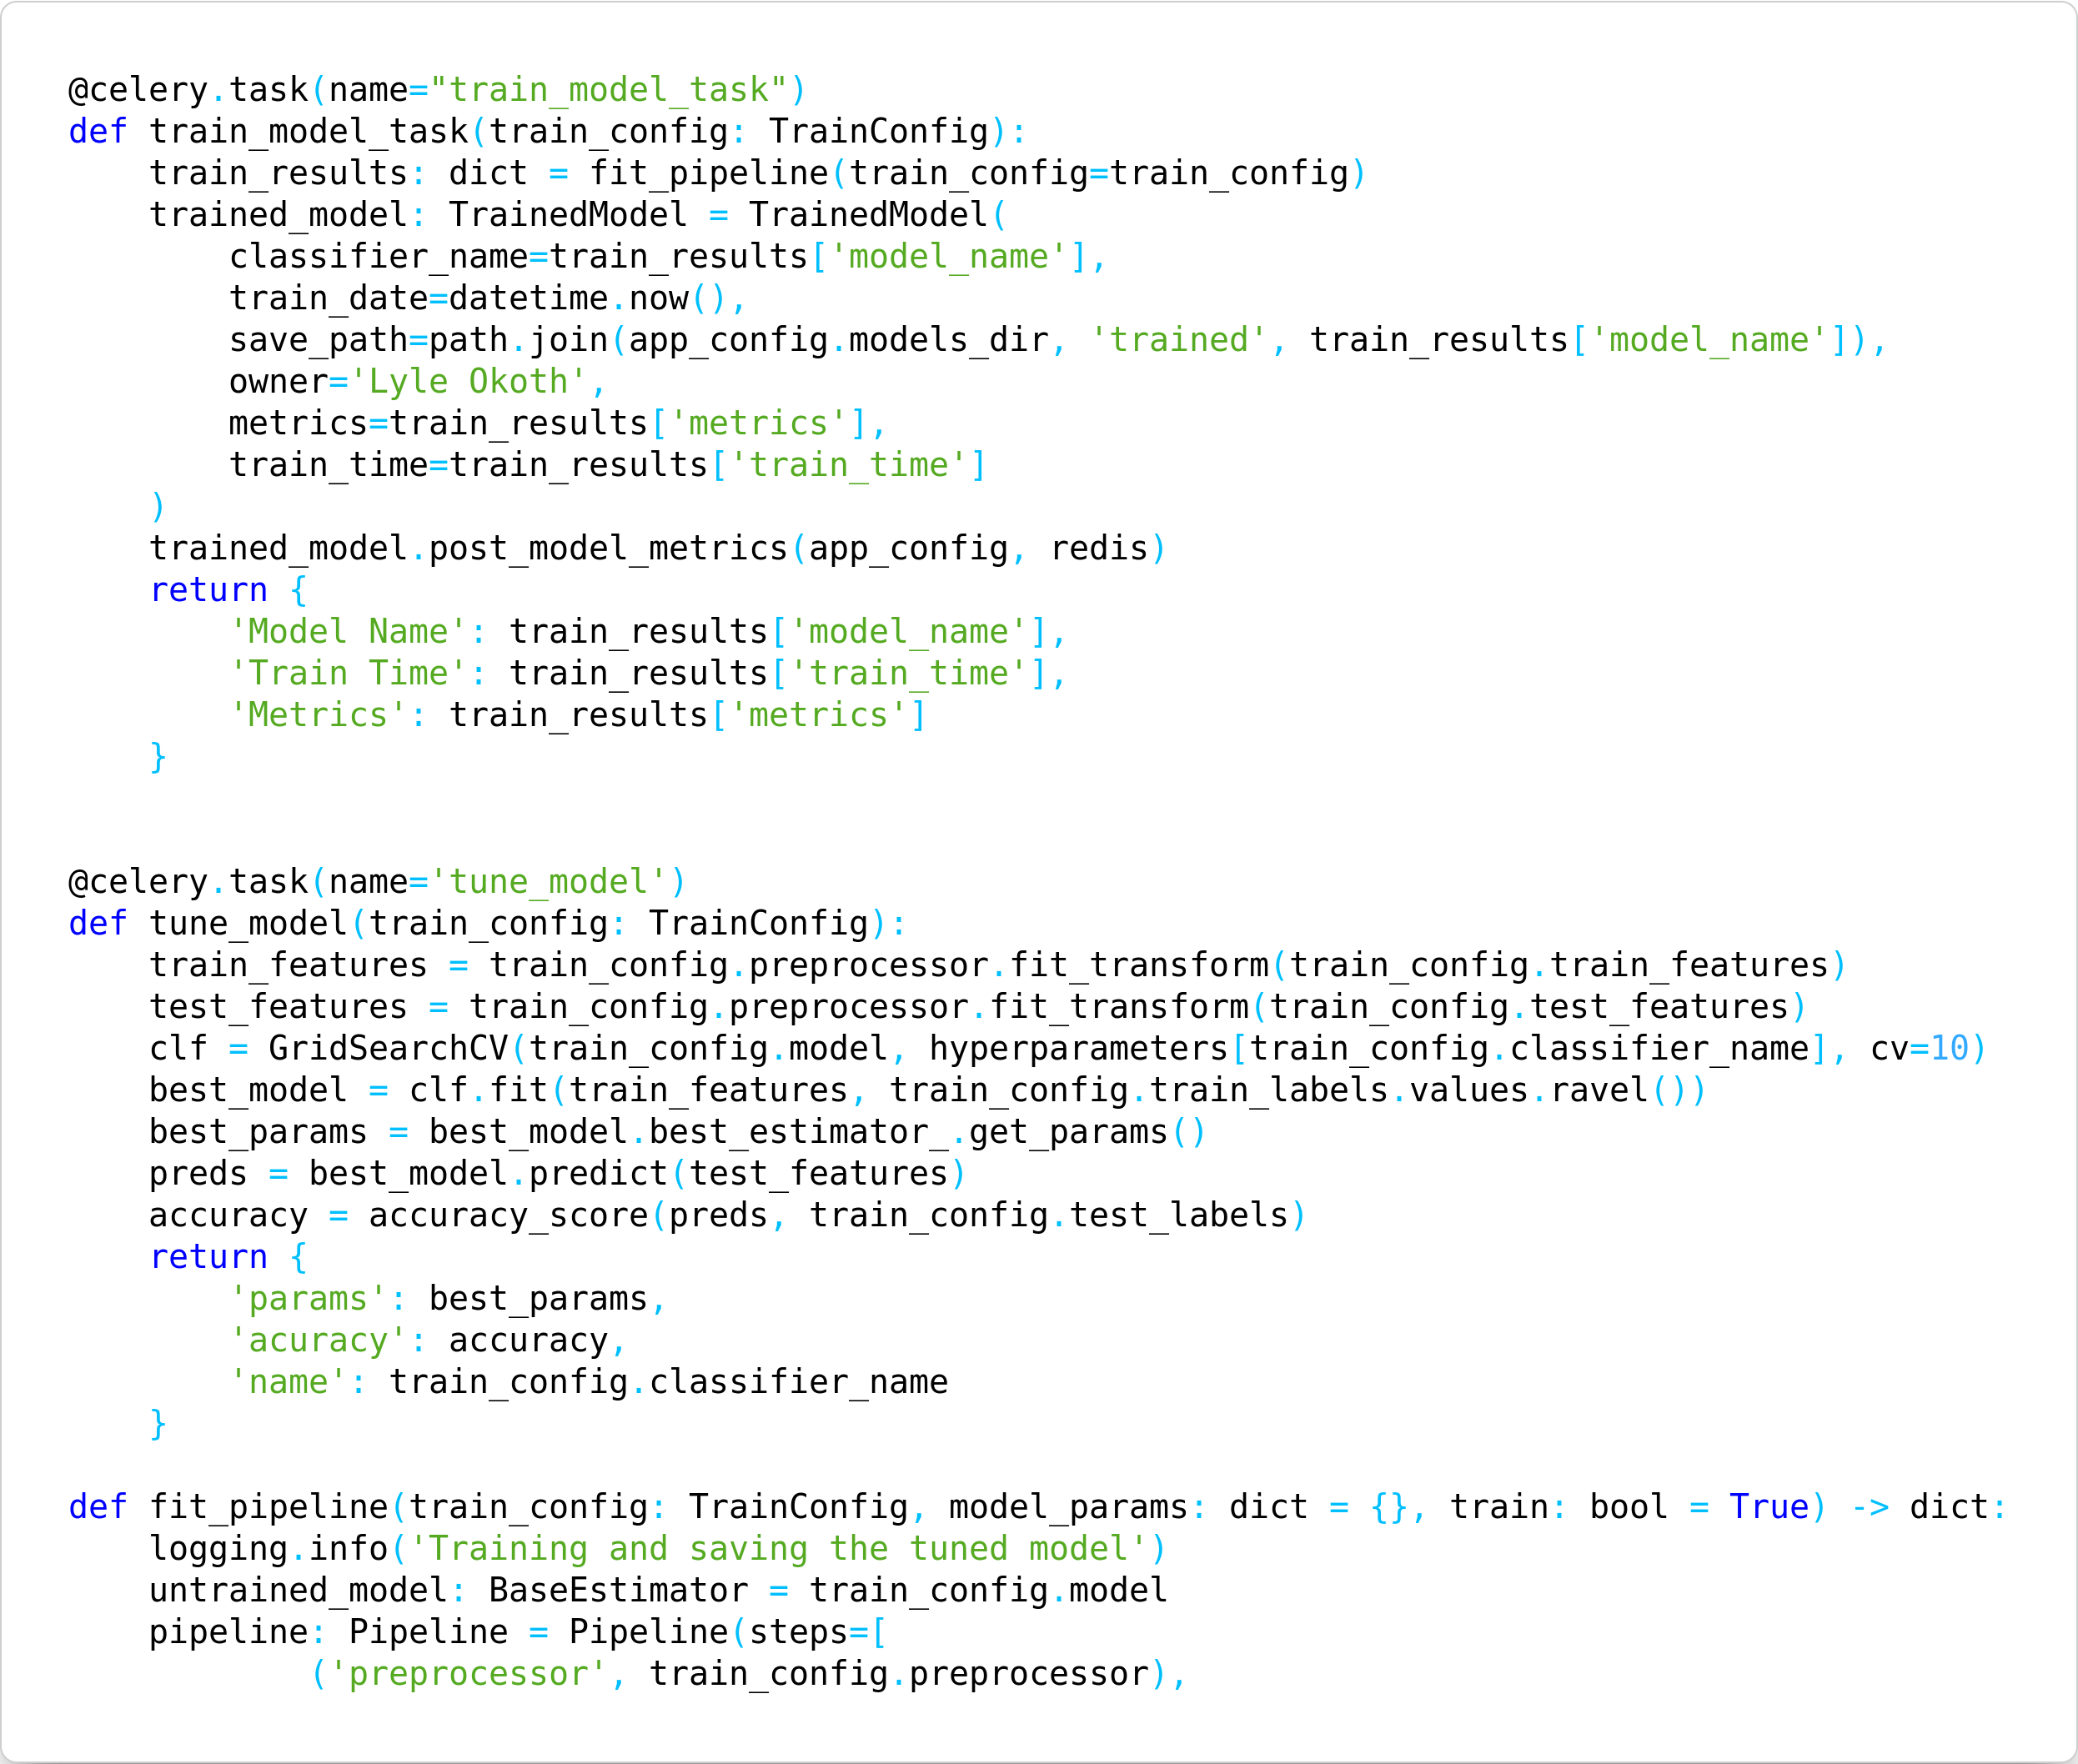 @celery.task(name="train_model_task")
def train_model_task(train_config: TrainConfig):
    train_results: dict = fit_pipeline(train_config=train_config)
    trained_model: TrainedModel = TrainedModel(
        classifier_name=train_results['model_name'],
        train_date=datetime.now(),
        save_path=path.join(app_config.models_dir, 'trained', train_results['model_name']),
        owner='Lyle Okoth',
        metrics=train_results['metrics'],
        train_time=train_results['train_time']
    )
    trained_model.post_model_metrics(app_config, redis)
    return {
        'Model Name': train_results['model_name'],
        'Train Time': train_results['train_time'],
        'Metrics': train_results['metrics']
    }
@celery.task(name='tune_model')
def tune_model(train_config: TrainConfig):
    train_features = train_config.preprocessor.fit_transform(train_config.train_features)
    test_features = train_config.preprocessor.fit_transform(train_config.test_features)
    clf = GridSearchCV(train_config.model, hyperparameters[train_config.classifier_name], cv=10)
    best_model = clf.fit(train_features, train_config.train_labels.values.ravel())
    best_params = best_model.best_estimator_.get_params()
    preds = best_model.predict(test_features)
    accuracy = accuracy_score(preds, train_config.test_labels)
    return {
        'params': best_params,
        'acuracy': accuracy,
        'name': train_config.classifier_name
    }
def fit_pipeline(train_config: TrainConfig, model_params: dict = {}, train: bool = True) -> dict:
    logging.info('Training and saving the tuned model')
    untrained_model: BaseEstimator = train_config.model
    pipeline: Pipeline = Pipeline(steps=[
            ('preprocessor', train_config.preprocessor),